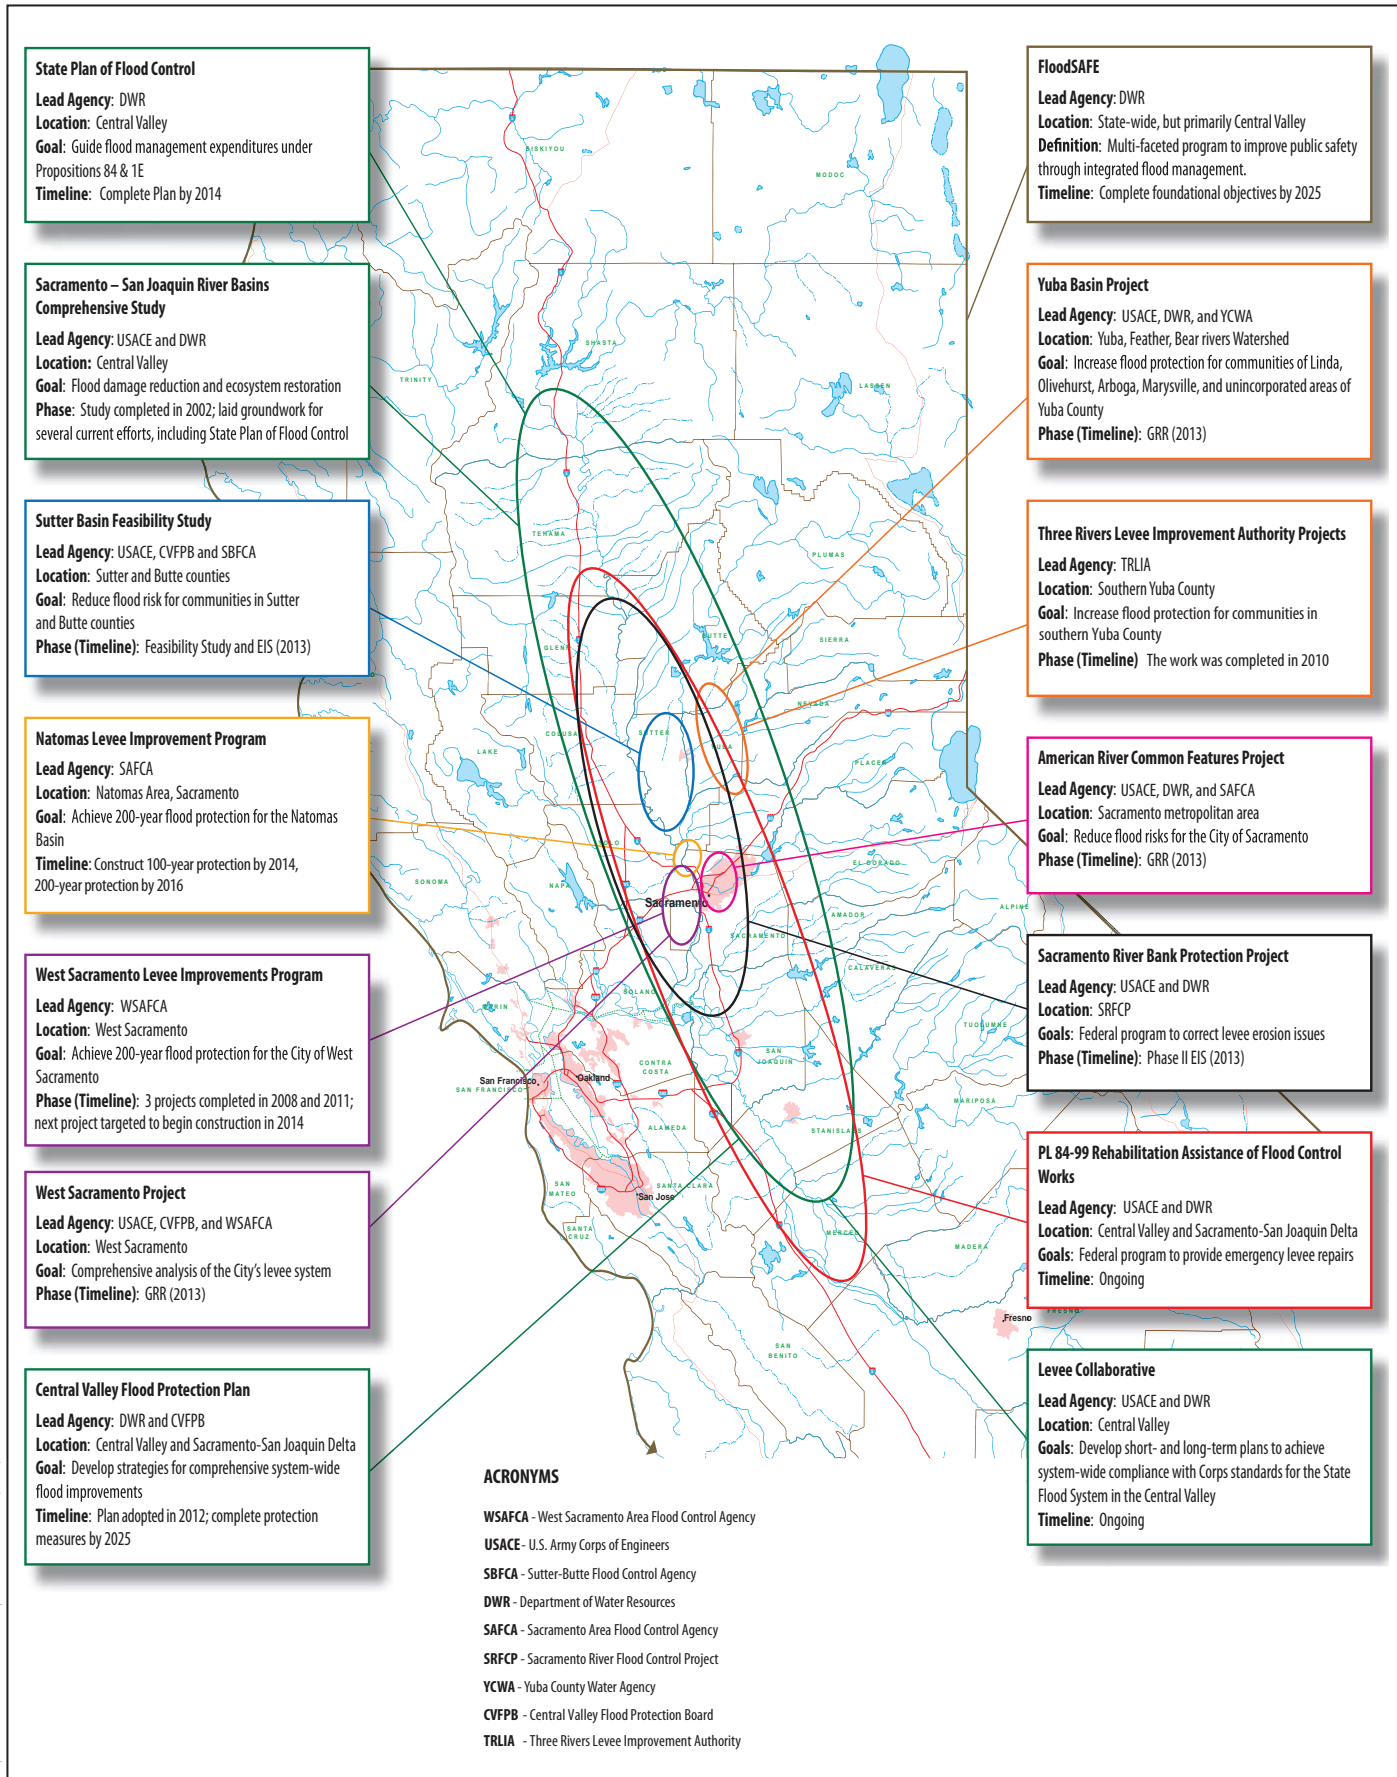 State Plan of Flood Control
Lead Agency: DWR
Location: Central Valley
Goal: Guide flood management expenditures under
Propositions 84 & 1E
Timeline: Complete Plan by 2014
Sacramento – San Joaquin River Basins
Comprehensive Study
Lead Agency: USACE and DWR
Location: Central Valley
Goal: Flood damage reduction and ecosystem restoration
Phase: Study completed in 2002; laid groundwork for
several current efforts, including State Plan of Flood Control
Sutter Basin Feasibility Study
Lead Agency: USACE, CVFPB and SBFCA
Location: Sutter and Butte counties
Goal: Reduce flood risk for communities in Sutter
and Butte counties
Phase (Timeline): Feasibility Study and EIS (2013)
Natomas Levee Improvement Program
Lead Agency: SAFCA
Location: Natomas Area, Sacramento
Goal: Achieve 200-year flood protection for the Natomas
Basin
Timeline: Construct 100-year protection by 2014,
200-year protection by 2016
West Sacramento Levee Improvements Program
Lead Agency: WSAFCA
Location: West Sacramento
Goal: Achieve 200-year flood protection for the City of West
Sacramento
Phase (Timeline): 3 projects completed in 2008 and 2011;
next project targeted to begin construction in 2014
West Sacramento Project
Lead Agency: USACE, CVFPB, and WSAFCA
Location: West Sacramento
Goal: Comprehensive analysis of the City's levee system
Phase (Timeline): GRR (2013)
Central Valley Flood Protection Plan
Lead Agency: DWR and CVFPB
Location: Central Valley and Sacramento-San Joaquin Delta
Goal: Develop strategies for comprehensive system-wide
flood improvements
Timeline: Plan adopted in 2012; complete protection
measures by 2025
SISKIYOU
MODOC
SHASTA
TRINITY
LASSEN
TEHAMA
PLUMAS
BUTTE
GLENN
SIERRA
NEVADA
COLUSA
SUTTER
YUBA
LAKE
PLACER
YOLO
EL DORADO
SONOMA
NAPA
Sacramento
ALPINE
AMADOR
SACRAMENTO
CALAVERAS
SOLANO
MARIN
TUOLUMNE
SAN
JOAQUIN
CONTRA
COSTA
San Francisco
Oakland
SAN FRANCISCO
MARIPOSA
ALAMEDA
STANISLAUS
SAN
MATEO
SANTA CLARA
San Jose
SANTA
CRUZ
MERCED
MADERA
FRESNO
Fresno
SAN
BENITO
FloodSAFE
Lead Agency: DWR
Location: State-wide, but primarily Central Valley
Definition: Multi-faceted program to improve public safety
through integrated flood management.
Timeline: Complete foundational objectives by 2025
Yuba Basin Project
Lead Agency: USACE, DWR, and YCWA
Location: Yuba, Feather, Bear rivers Watershed
Goal: Increase flood protection for communities of Linda,
Olivehurst, Arboga, Marysville, and unincorporated areas of
Yuba County
Phase (Timeline): GRR (2013)
Three Rivers Levee Improvement Authority Projects
Lead Agency: TRLIA
Location: Southern Yuba County
Goal: Increase flood protection for communities in
southern Yuba County
Phase (Timeline) The work was completed in 2010
American River Common Features Project
Lead Agency: USACE, DWR, and SAFCA
Location: Sacramento metropolitan area
Goal: Reduce flood risks for the City of Sacramento
Phase (Timeline): GRR (2013)
Sacramento River Bank Protection Project
Lead Agency: USACE and DWR
Location: SRFCP
Goals: Federal program to correct levee erosion issues
Phase (Timeline): Phase II EIS (2013)
PL 84-99 Rehabilitation Assistance of Flood Control
Works
Lead Agency: USACE and DWR
Location: Central Valley and Sacramento-San Joaquin Delta
Goals: Federal program to provide emergency levee repairs
Timeline: Ongoing
Levee Collaborative
Lead Agency: USACE and DWR
Location: Central Valley
Goals: Develop short- and long-term plans to achieve
system-wide compliance with Corps standards for the State
Flood System in the Central Valley
Timeline: Ongoing
ACRONYMS
WSAFCA - West Sacramento Area Flood Control Agency
USACE - U.S. Army Corps of Engineers
SBFCA - Sutter-Butte Flood Control Agency
DWR - Department of Water Resources
SAFCA - Sacramento Area Flood Control Agency
SRFCP - Sacramento River Flood Control Project
YCWA - Yuba County Water Agency
CVFPB - Central Valley Flood Protection Board
TRLIA - Three Rivers Levee Improvement Authority